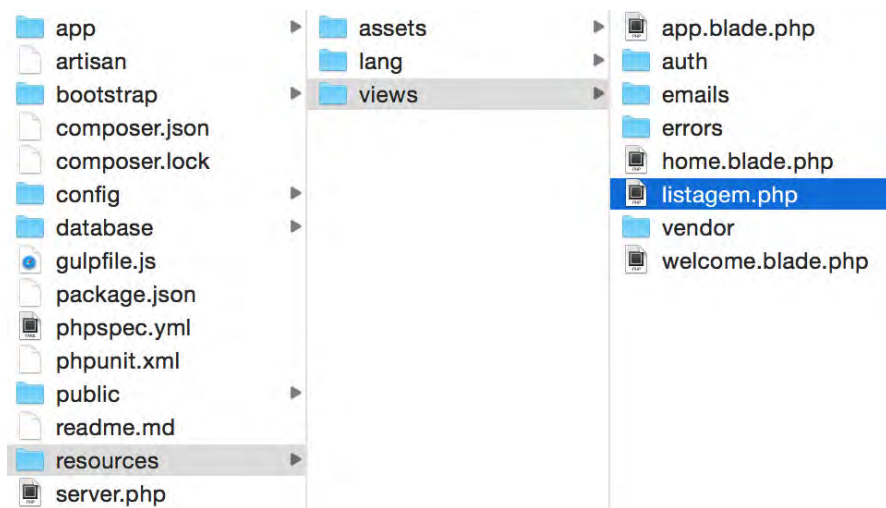 app
artisan
bootstrap
composer.json
composer.lock
config
database
gulpfile.js
package.json
phpspec.yml
phpunit.xml
public
readme.md
resources
server.php
assets
lang
views
app.blade.php
auth
emails
errors
home.blade.php
listagem.php
vendor
welcome.blade.php